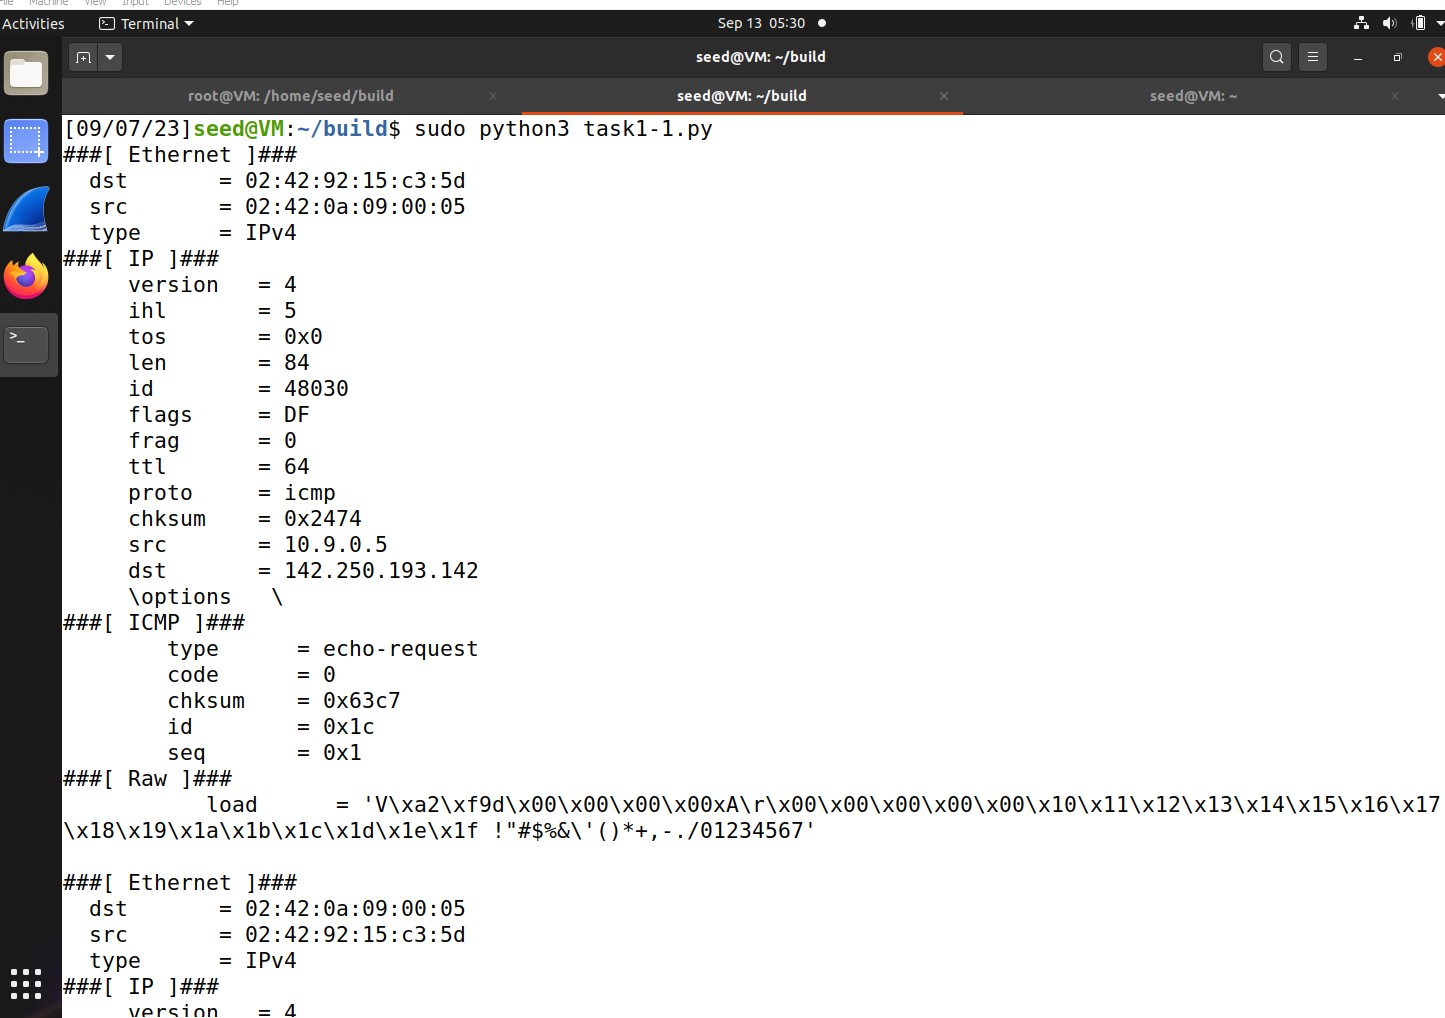 File Machine View Input Devices Help
Activities Terminal Sep 13 05:30
seed@VM: ~/build
root@VM: /home/seed/build × seed@VM: ~/build × seed@VM: ~ ×
[09/07/23]seed@VM:~/build$ sudo python3 task1-1.py
###[ Ethernet ]###
  dst       = 02:42:92:15:c3:5d
  src       = 02:42:0a:09:00:05
  type      = IPv4
###[ IP ]###
     version   = 4
     ihl       = 5
     tos       = 0x0
     len       = 84
     id        = 48030
     flags     = DF
     frag      = 0
     ttl       = 64
     proto     = icmp
     chksum    = 0x2474
     src       = 10.9.0.5
     dst       = 142.250.193.142
     \options   \
###[ ICMP ]###
        type      = echo-request
        code      = 0
        chksum    = 0x63c7
        id        = 0x1c
        seq       = 0x1
###[ Raw ]###
           load      = 'V\xa2\xf9d\x00\x00\x00\x00xA\r\x00\x00\x00\x00\x00\x10\x11\x12\x13\x14\x15\x16\x17
\x18\x19\x1a\x1b\x1c\x1d\x1e\x1f !"#$%&\'()*+,-./01234567'
###[ Ethernet ]###
  dst       = 02:42:0a:09:00:05
  src       = 02:42:92:15:c3:5d
  type      = IPv4
###[ IP ]###
     version   = 4